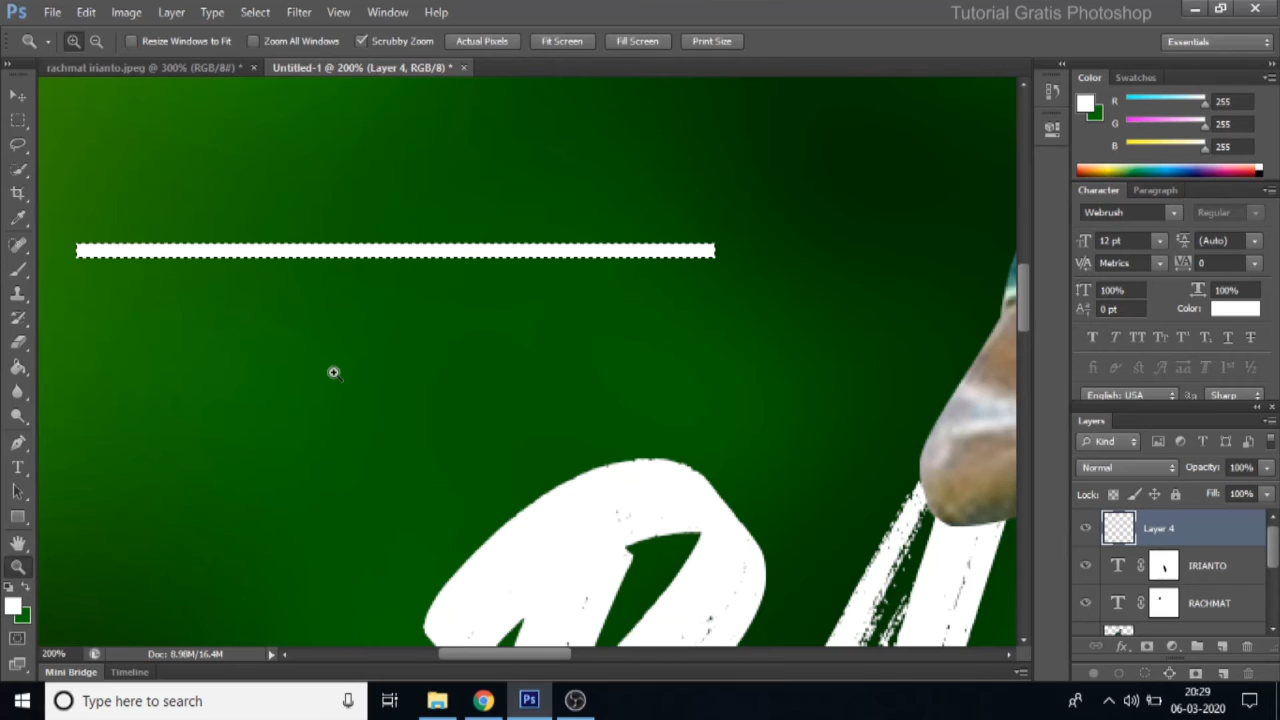 Ps File Edit Image Layer Type Select Filter View Window Help Tutorial Gratis Photoshop
Resize Windows to Fit Zoom All Windows Scrubby Zoom Actual Pixels Fit Screen Fill Screen Print Size Essentials
rachmat irianto.jpeg @ 300% (RGB/8#) * Untitled-1 @ 200% (Layer 4, RGB/8) *
Color Swatches
R 255
G 255
B 255
Character Paragraph
Webrush Regular
12 pt (Auto)
Metrics 0
100% 100%
0 pt Color:
English: USA Sharp
Layers
Kind
Normal Opacity: 100%
Lock: Fill: 100%
Layer 4
IRIANTO
RACHMAT
200% Doc: 8.98M/16.4M
Mini Bridge Timeline
Type here to search
20:29
06-03-2020